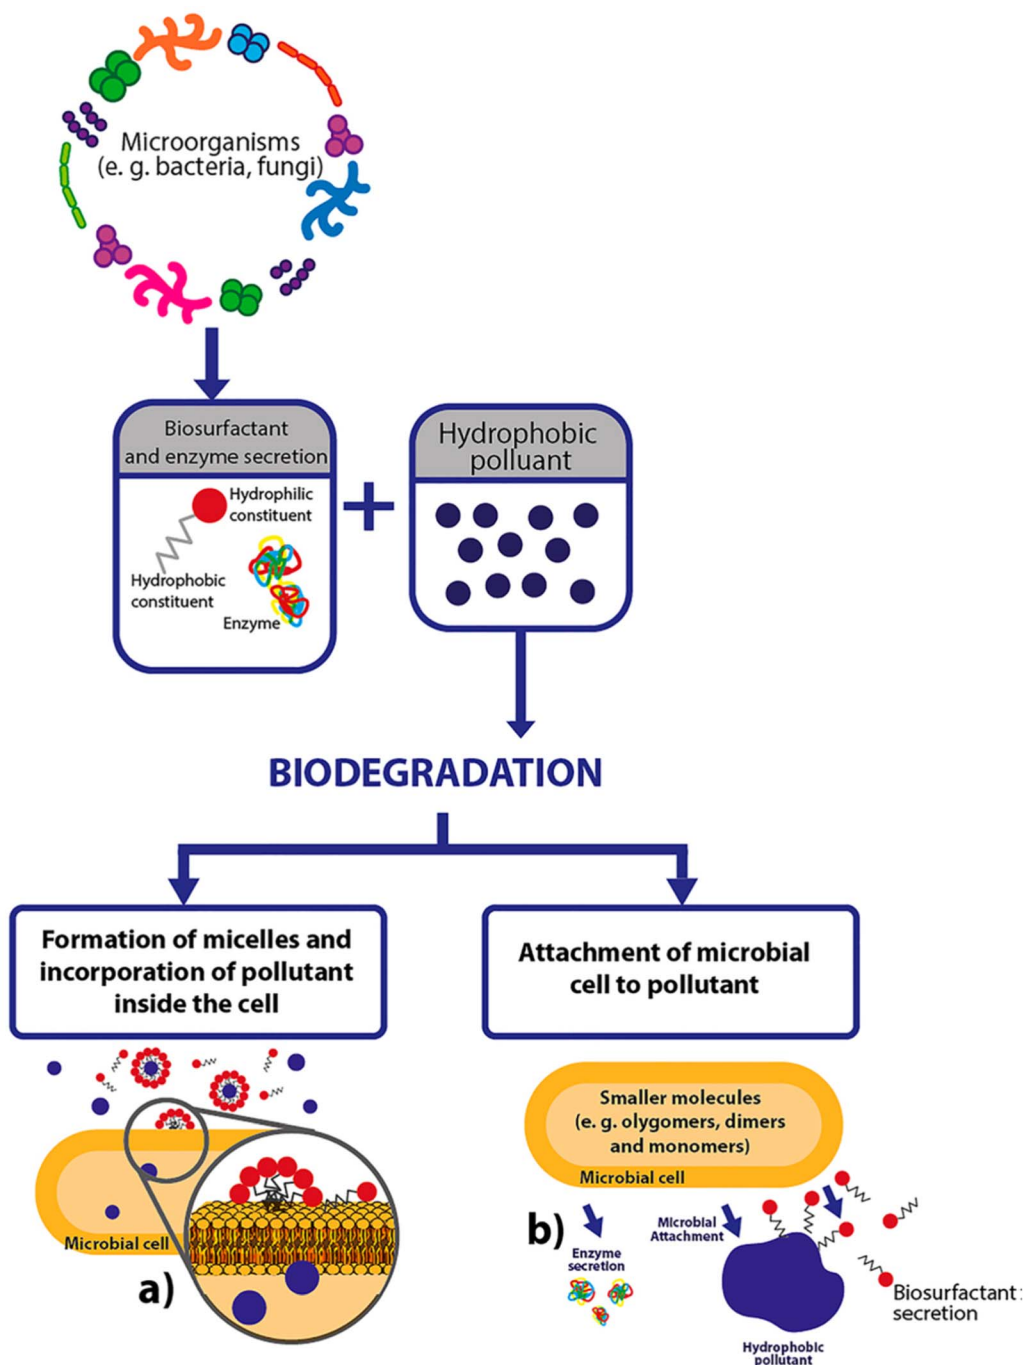 Microorganisms
(e. g. bacteria, fungi)
Biosurfactant
and enzyme secretion
Hydrophilic
constituent
Hydrophobic
constituent
Enzyme
Hydrophobic
polluant
BIODEGRADATION
Formation of micelles and
incorporation of pollutant
inside the cell
Microbial cell
a)
Attachment of microbial
cell to pollutant
Smaller molecules
(e. g. olygomers, dimers
and monomers)
Microbial cell
b)
Enzyme
secretion
Microbial
Attachment
Biosurfactant:
secretion
Hydrophobic
pollutant